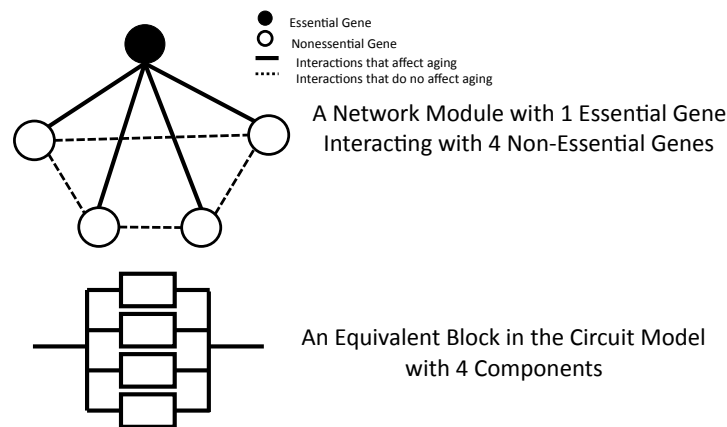 Essential Gene
Nonessential Gene
Interactions that affect aging
Interactions that do no affect aging
A Network Module with 1 Essential Gene
Interacting with 4 Non-Essential Genes
An Equivalent Block in the Circuit Model
with 4 Components